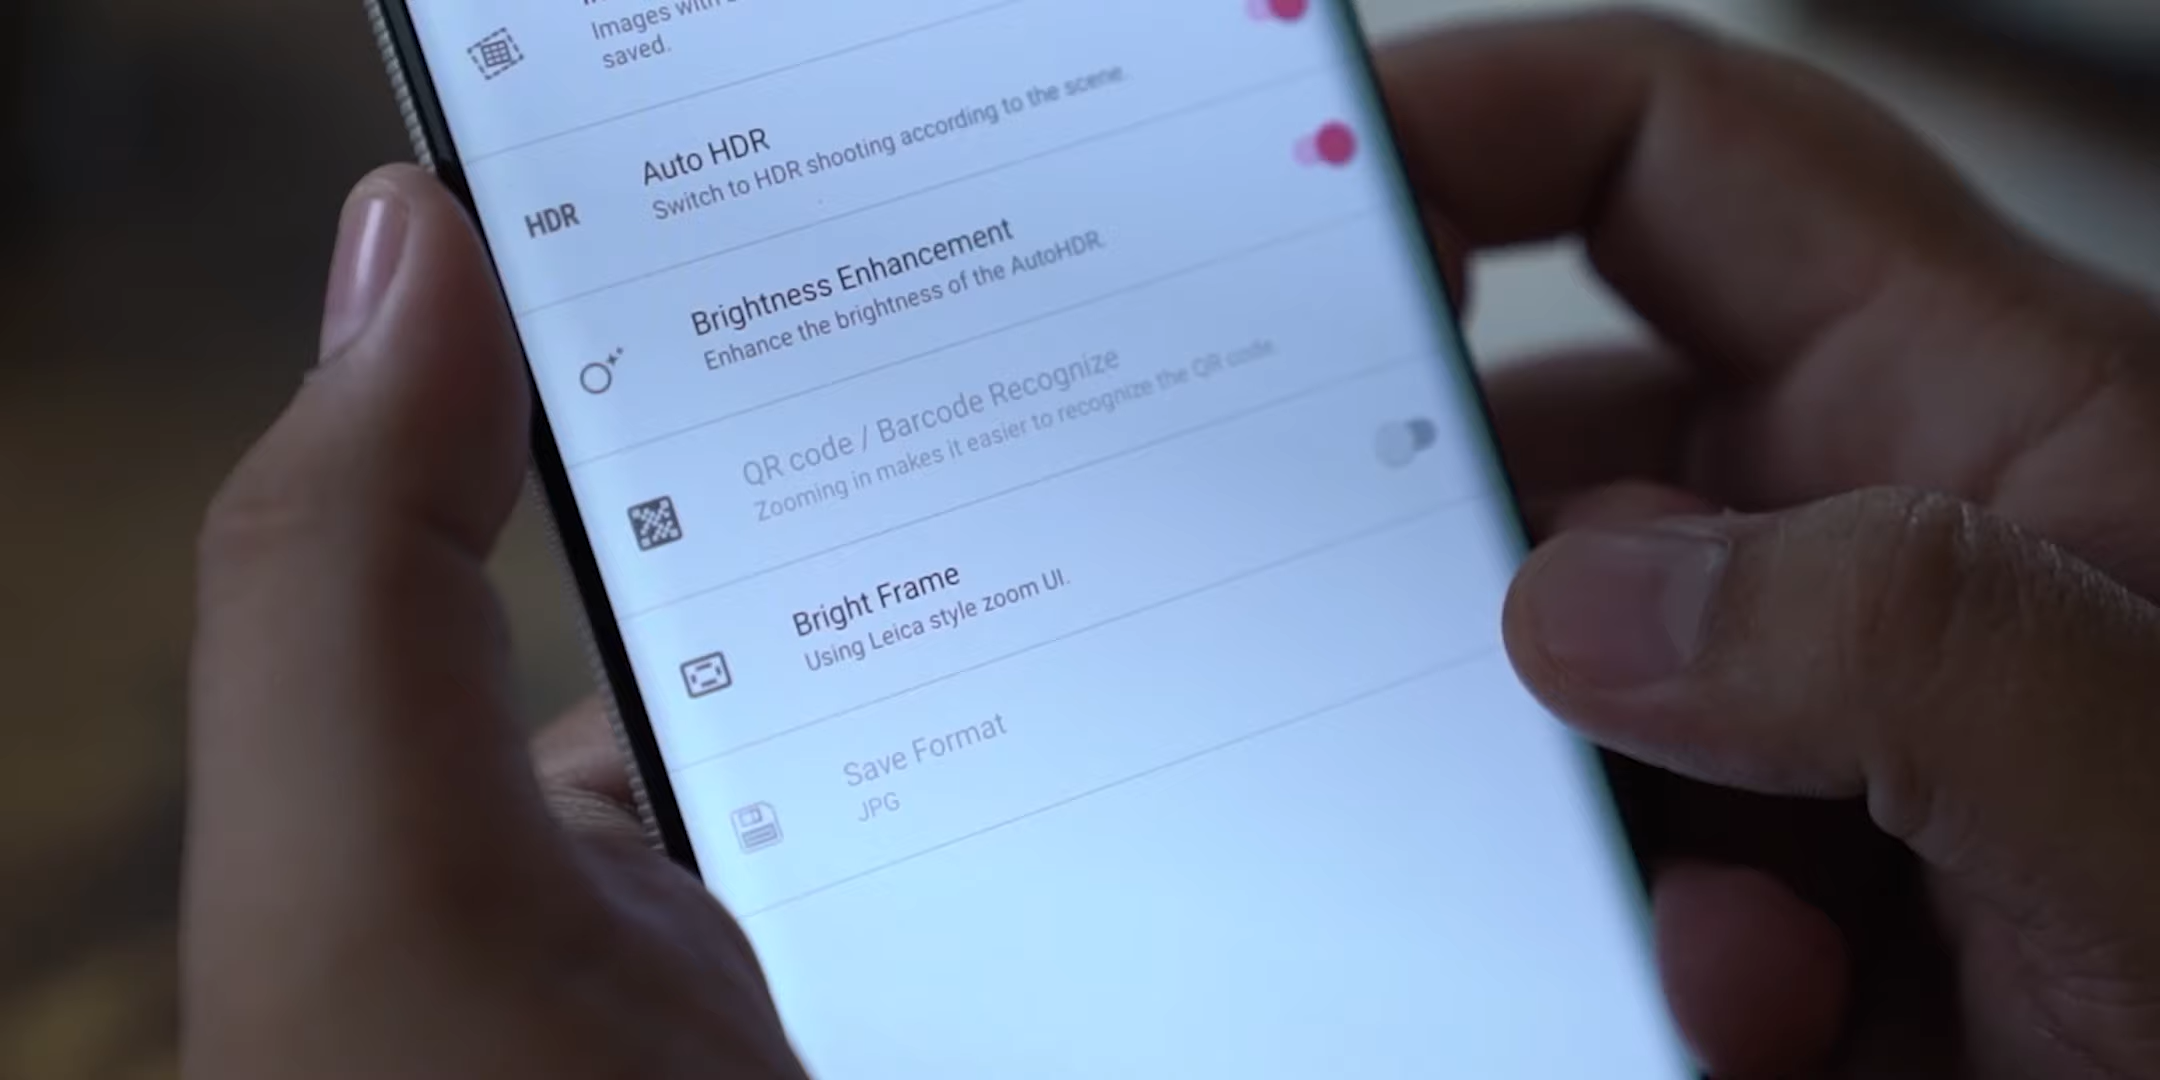 Images with
saved.
Auto HDR
Switch to HDR shooting according to the scene.
HDR
Brightness Enhancement
Enhance the brightness of the AutoHDR.
QR code / Barcode Recognize
Zooming in makes it easier to recognize the QR code.
Bright Frame
Using Leica style zoom UI.
Save Format
JPG